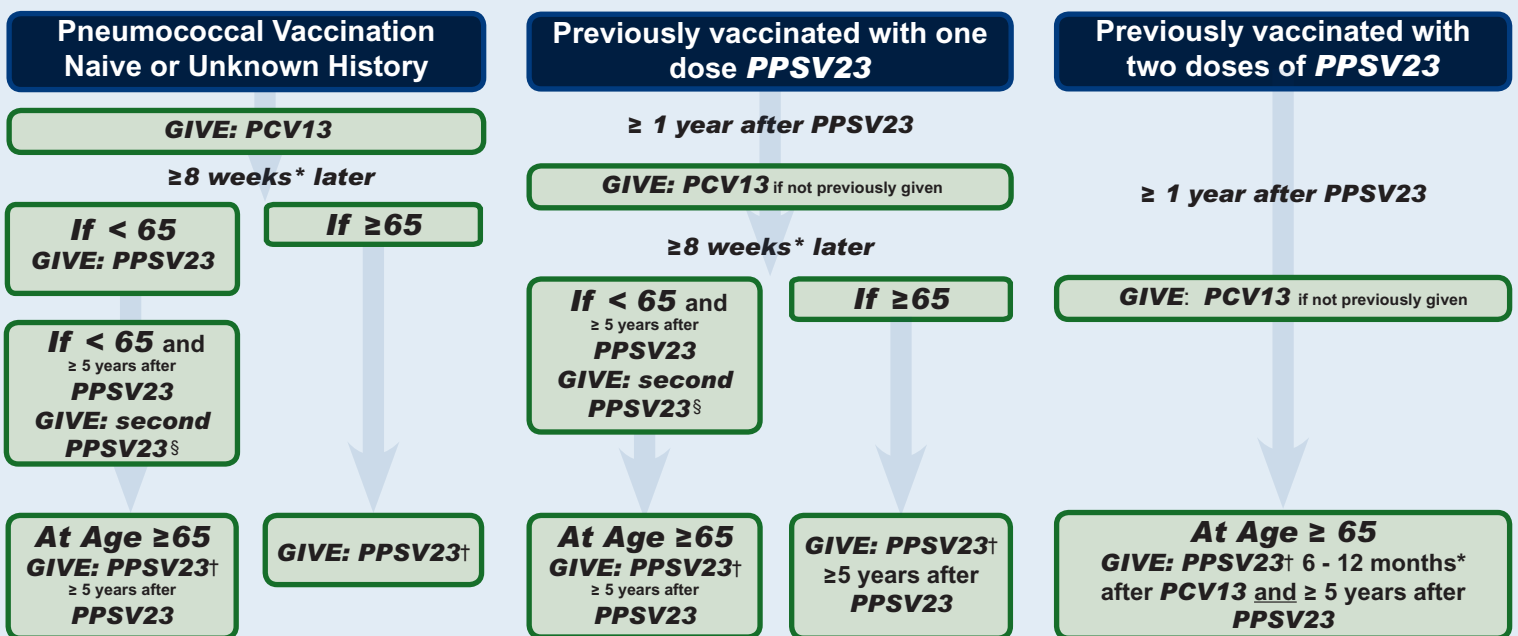 Pneumococcal Vaccination
Naive or Unknown History
GIVE: PCV13
≥8 weeks* later
If < 65
GIVE: PPSV23
If ≥65
If < 65 and
≥ 5 years after
PPSV23
GIVE: second
PPSV23§
At Age ≥65
GIVE: PPSV23†
≥ 5 years after
PPSV23
GIVE: PPSV23†
Previously vaccinated with one
dose PPSV23
≥ 1 year after PPSV23
GIVE: PCV13 if not previously given
≥8 weeks* later
If < 65 and
≥ 5 years after
PPSV23
GIVE: second
PPSV23§
If ≥65
At Age ≥65
GIVE: PPSV23†
≥ 5 years after
PPSV23
GIVE: PPSV23†
≥5 years after
PPSV23
Previously vaccinated with
two doses of PPSV23
≥ 1 year after PPSV23
GIVE: PCV13 if not previously given
At Age ≥ 65
GIVE: PPSV23† 6 - 12 months*
after PCV13 and ≥ 5 years after
PPSV23